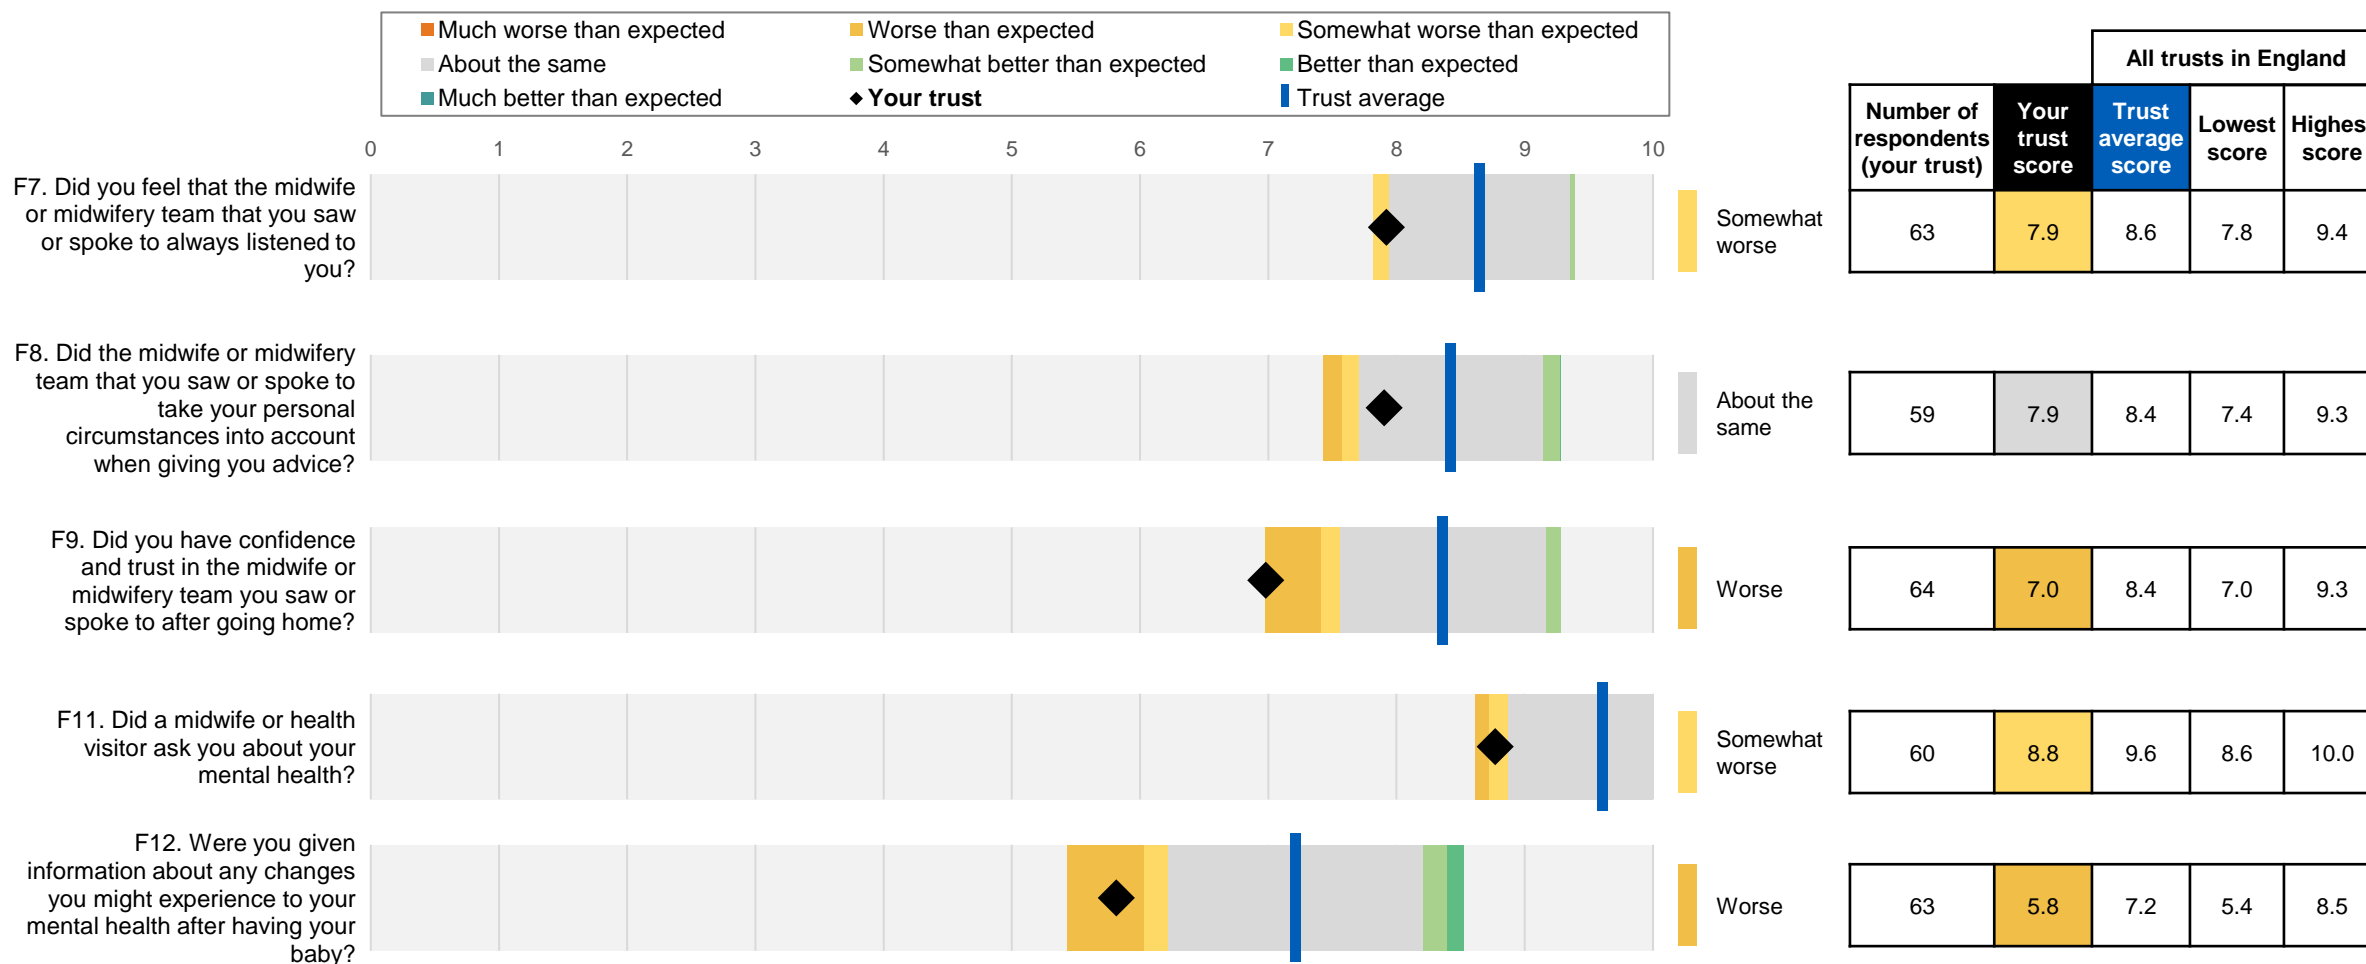 Much worse than expected
Worse than expected
Somewhat worse than expected
About the same
Somewhat better than expected
Better than expected
Much better than expected
Your trust
Trust average
All trusts in England
Number of respondents (your trust)
Your trust score
Trust average score
Lowest score
Highes score
0 1 2 3 4 5 6 7 8 9 10
F7. Did you feel that the midwife
or midwifery team that you saw
or spoke to always listened to
you?
Somewhat
worse
63 7.9 8.6 7.8 9.4
F8. Did the midwife or midwifery
team that you saw or spoke to
take your personal
circumstances into account
when giving you advice?
About the
same
59 7.9 8.4 7.4 9.3
F9. Did you have confidence
and trust in the midwife or
midwifery team you saw or
spoke to after going home?
Worse
64 7.0 8.4 7.0 9.3
F11. Did a midwife or health
visitor ask you about your
mental health?
Somewhat
worse
60 8.8 9.6 8.6 10.0
F12. Were you given
information about any changes
you might experience to your
mental health after having your
baby?
Worse
63 5.8 7.2 5.4 8.5